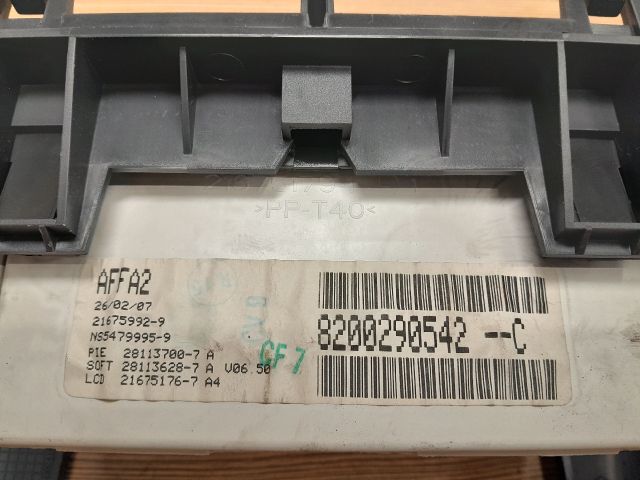 >PP-T40<
AFFA2
26/02/07
21675992-9
NS5479995-9
PIE 28113700-7 A
SOFT 28113628-7 A V06.50
LCD 21675176-7 A4
CF7
8200290542 --C